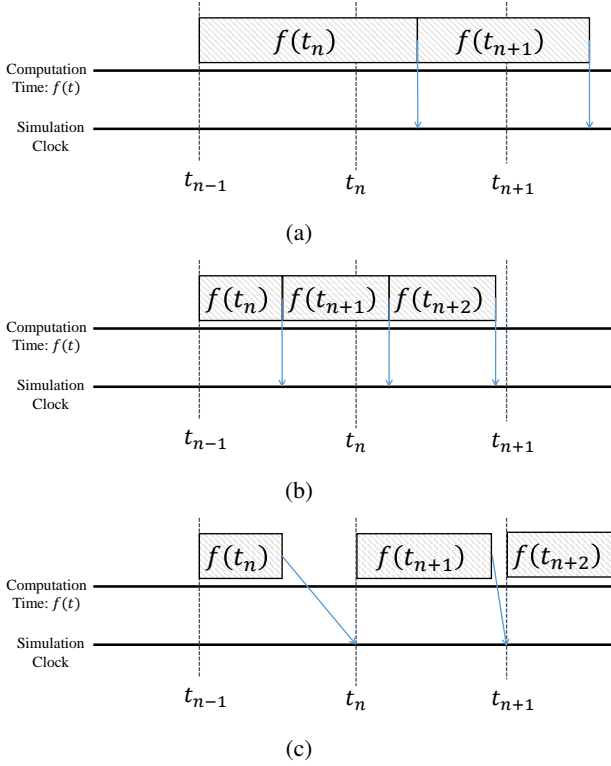 f(t_n) f(t_{n+1})
Computation
Time: f(t)
Simulation
Clock
t_{n-1} t_n t_{n+1}
(a)
f(t_n) f(t_{n+1}) f(t_{n+2})
Computation
Time: f(t)
Simulation
Clock
t_{n-1} t_n t_{n+1}
(b)
f(t_n) f(t_{n+1}) f(t_{n+2})
Computation
Time: f(t)
Simulation
Clock
t_{n-1} t_n t_{n+1}
(c)